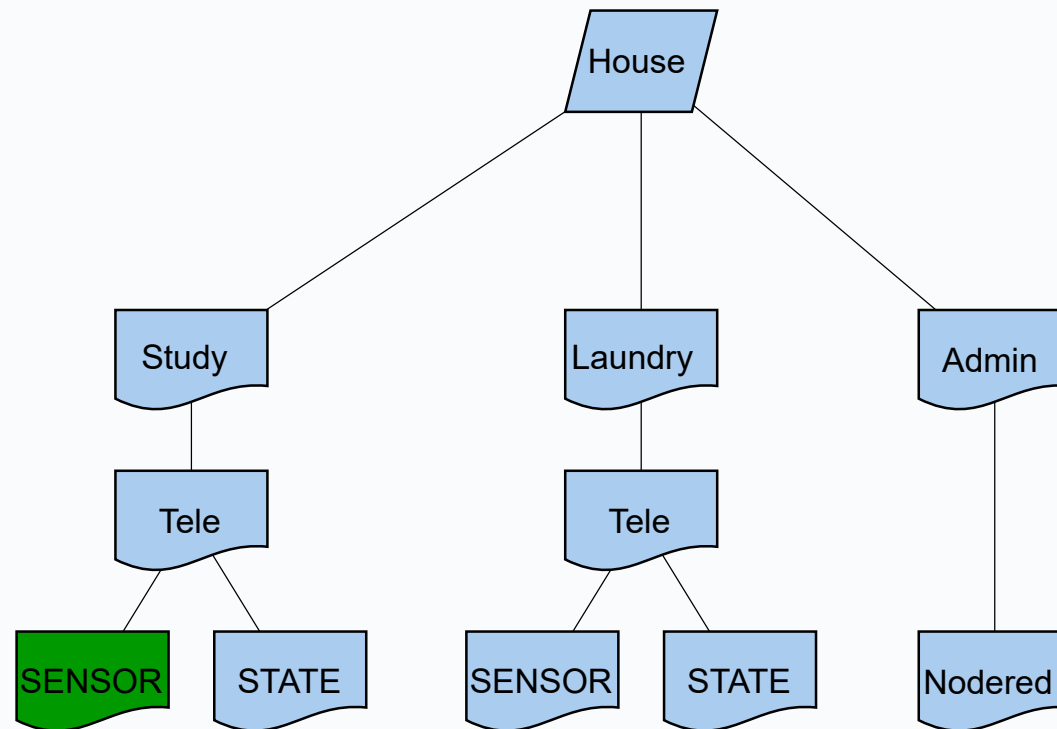 House
Study
Laundry
Admin
Tele
Tele
SENSOR
STATE
SENSOR
STATE
Nodered